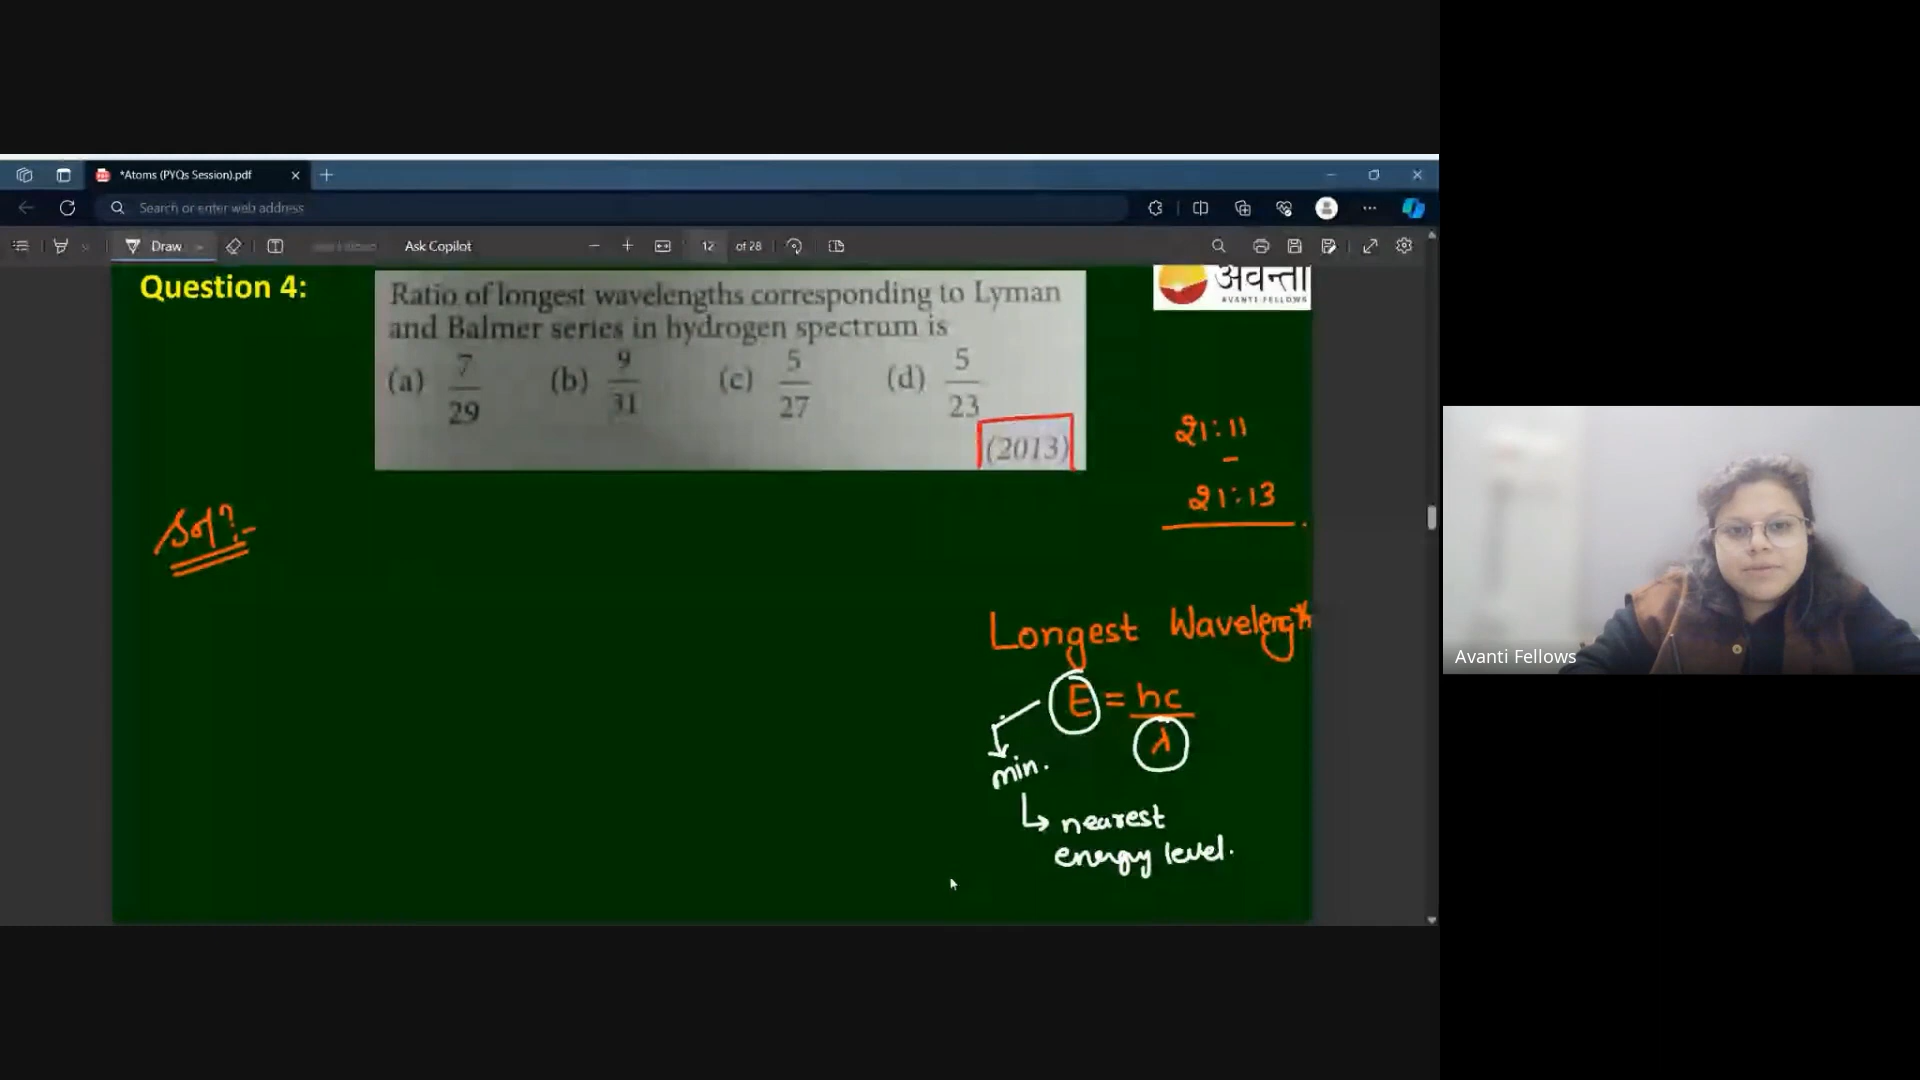 *Atoms (PYQs Session).pdf
Search or enter web address
Draw
Ask Copilot
12 of 28
Question 4:
Ratio of longest wavelengths corresponding to Lyman
and Balmer series in hydrogen spectrum is
(a) 7/29 (b) 9/31 (c) 5/27 (d) 5/23
(2013)
अवन्ती
AVANTI FELLOWS
21:11
21:13
Longest Wavelength
E = hc/λ
min.
nearest
energy level.
Avanti Fellows